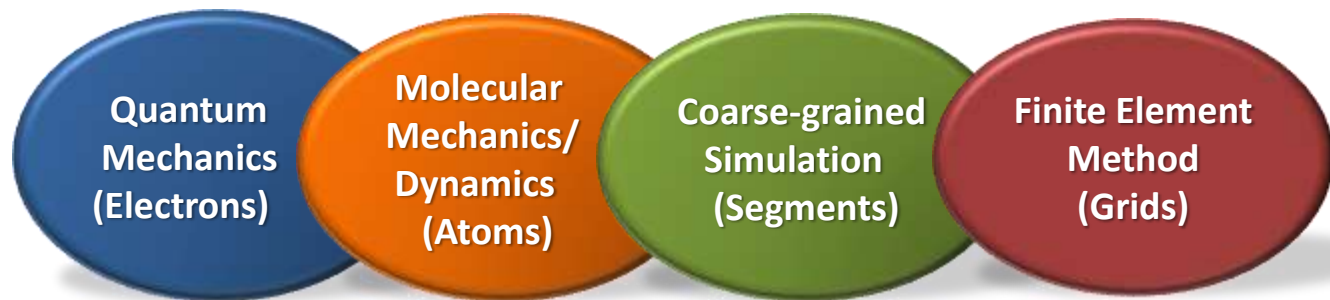 Quantum
Mechanics
(Electrons)
Molecular
Mechanics/
Dynamics
(Atoms)
Coarse-grained
Simulation
(Segments)
Finite Element
Method
(Grids)